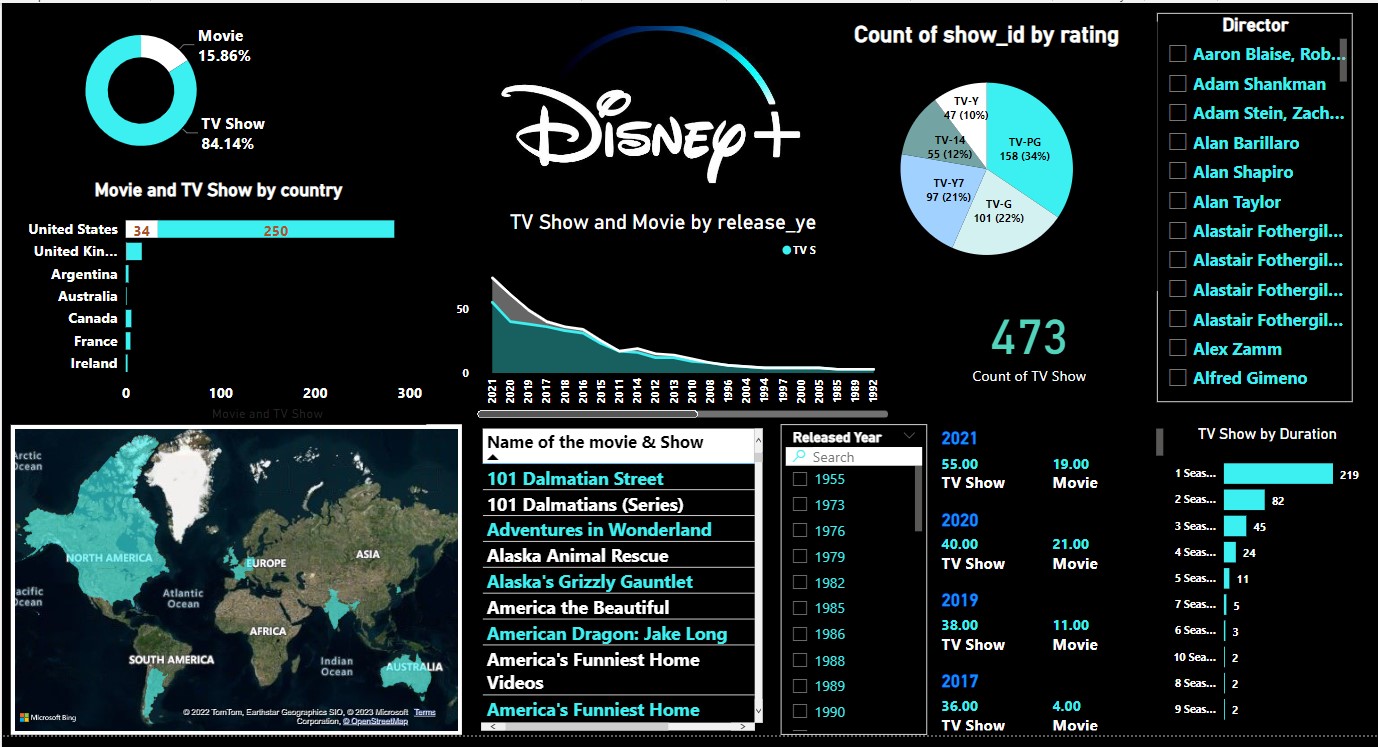 Movie
15.86%
TV Show
84.14%
Movie and TV Show by country
United States
34
250
United Kin...
Argentina
Australia
Canada
France
Ireland
0
100
200
300
Movie and TV Show
Disney+
TV Show and Movie by release_ye
TV S
50
0
2021
2020
2019
2017
2018
2016
2015
2011
2014
2012
2013
2010
2008
1996
2004
1994
1997
2000
2005
1985
1989
1992
Count of show_id by rating
TV-Y
47 (10%)
TV-14
55 (12%)
TV-PG
158 (34%)
TV-Y7
97 (21%)
TV-G
101 (22%)
473
Count of TV Show
Director
Aaron Blaise, Rob...
Adam Shankman
Adam Stein, Zach...
Alan Barillaro
Alan Shapiro
Alan Taylor
Alastair Fothergil...
Alastair Fothergil...
Alastair Fothergil...
Alastair Fothergil...
Alex Zamm
Alfred Gimeno
Arctic
Ocean
NORTH AMERICA
EUROPE
ASIA
acific
Ocean
Atlantic
Ocean
AFRICA
SOUTH AMERICA
Indian
Ocean
AUSTRALIA
Microsoft Bing
© 2022 TomTom, Earthstar Geographics SIO, © 2023 Microsoft Corporation, © OpenStreetMap Terms
Name of the movie & Show
101 Dalmatian Street
101 Dalmatians (Series)
Adventures in Wonderland
Alaska Animal Rescue
Alaska's Grizzly Gauntlet
America the Beautiful
American Dragon: Jake Long
America's Funniest Home
Videos
America's Funniest Home
Released Year
Search
1955
1973
1976
1979
1982
1985
1986
1988
1989
1990
2021
55.00 19.00
TV Show Movie
2020
40.00 21.00
TV Show Movie
2019
38.00 11.00
TV Show Movie
2017
36.00 4.00
TV Show Movie
TV Show by Duration
1 Seas... 219
2 Seas... 82
3 Seas... 45
4 Seas... 24
5 Seas... 11
7 Seas... 5
6 Seas... 3
10 Sea... 2
8 Seas... 2
9 Seas... 2